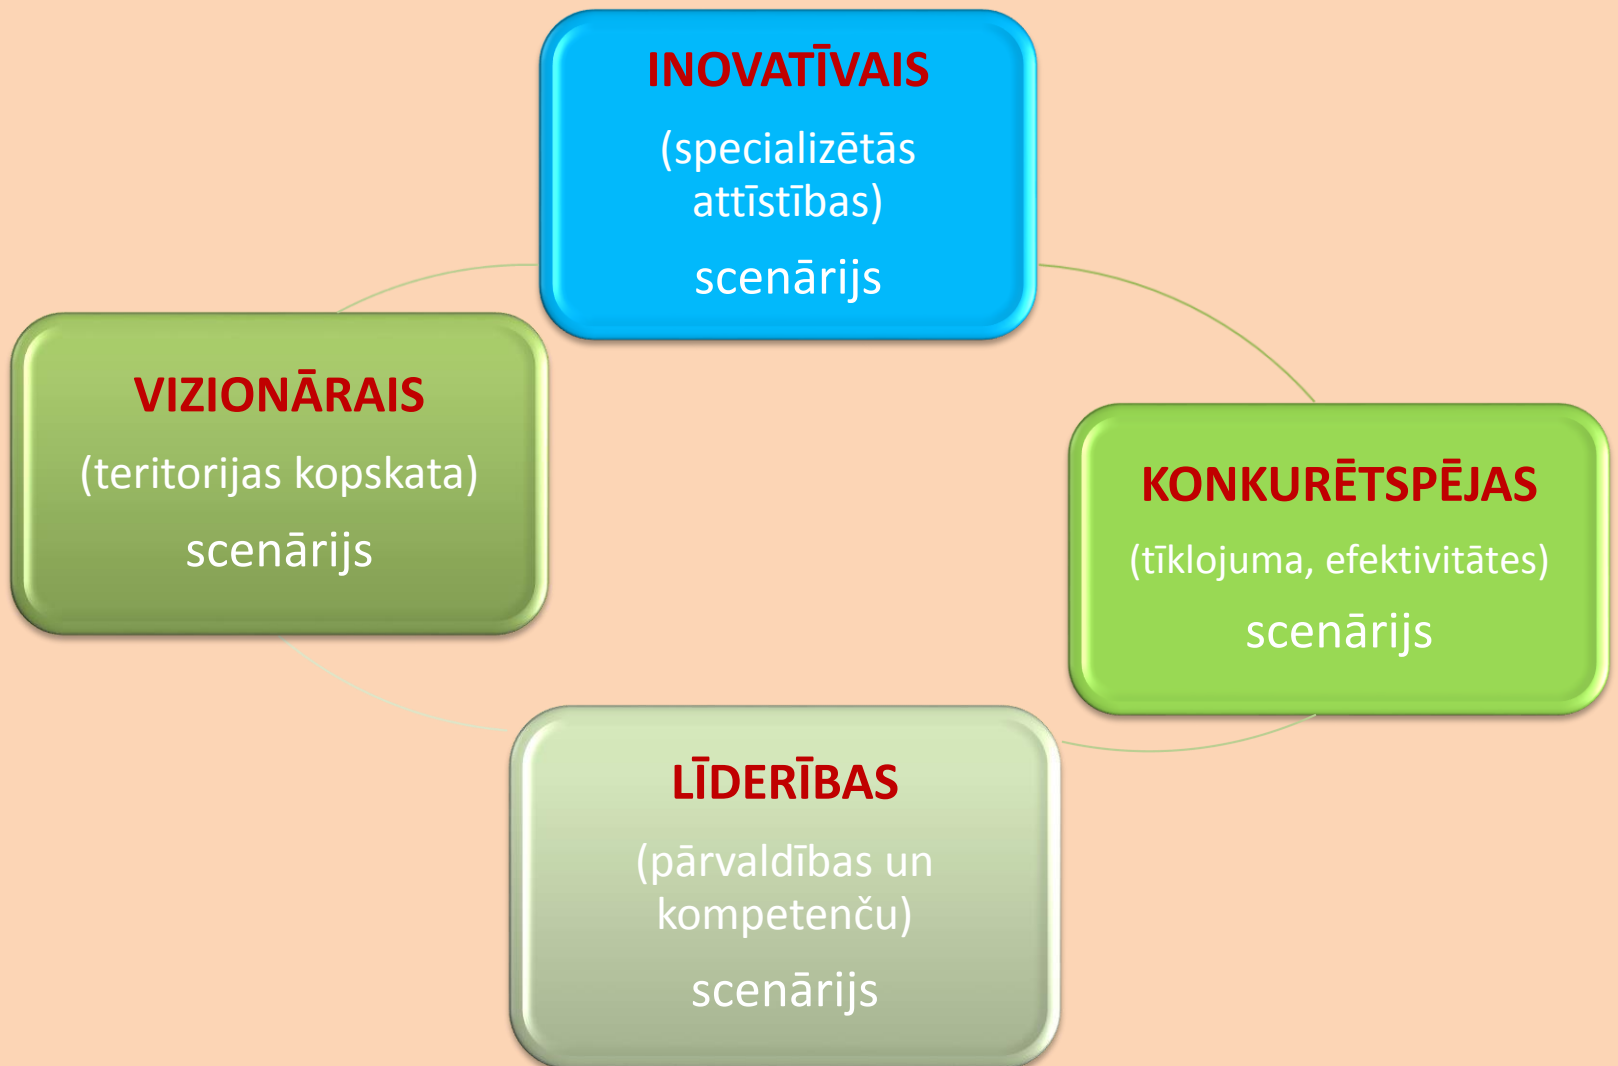 INOVATĪVAIS
(specializētās
attīstības)
scenārijs
VIZIONĀRAIS
(teritorijas kopskata)
scenārijs
KONKURĒTSPĒJAS
(tīklojuma, efektivitātes)
scenārijs
LĪDERĪBAS
(pārvaldības un
kompetenču)
scenārijs